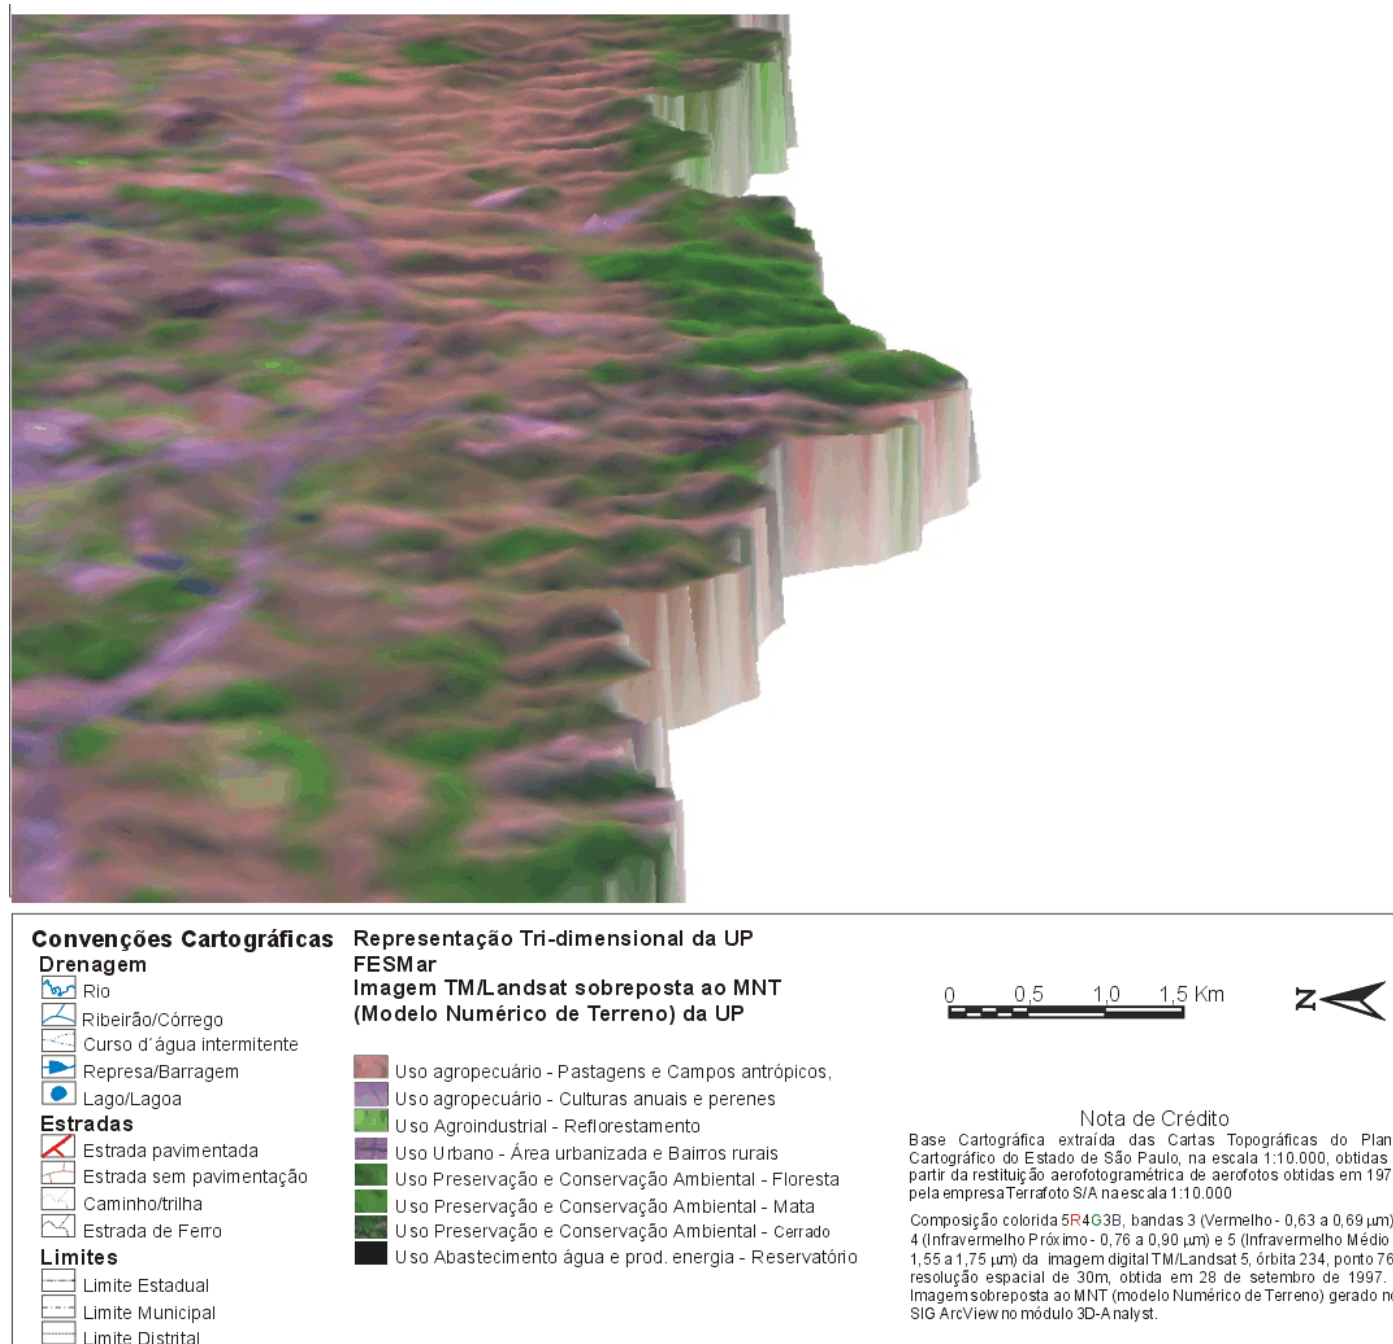 Convenções Cartográficas
Drenagem
Rio
Ribeirão/Córrego
Curso d´água intermitente
Represa/Barragem
Lago/Lagoa
Estradas
Estrada pavimentada
Estrada sem pavimentação
Caminho/trilha
Estrada de Ferro
Limites
Limite Estadual
Limite Municipal
Limite Distrital
Representação Tri-dimensional da UP
FESMar
Imagem TM/Landsat sobreposta ao MNT
(Modelo Numérico de Terreno) da UP
Uso agropecuário - Pastagens e Campos antrópicos,
Uso agropecuário - Culturas anuais e perenes
Uso Agroindustrial - Reflorestamento
Uso Urbano - Área urbanizada e Bairros rurais
Uso Preservação e Conservação Ambiental - Floresta
Uso Preservação e Conservação Ambiental - Mata
Uso Preservação e Conservação Ambiental - Cerrado
Uso Abastecimento água e prod. energia - Reservatório
0 0,5 1,0 1,5 Km
N
Nota de Crédito
Base Cartográfica extraída das Cartas Topográficas do Plan
Cartográfico do Estado de São Paulo, na escala 1:10.000, obtidas
partir da restituição aerofotogramétrica de aerofotos obtidas em 197
pela empresa Terrafoto S/A na escala 1:10.000
Composição colorida 5R4G3B, bandas 3 (Vermelho - 0,63 a 0,69 µm)
4 (Infravermelho Próximo - 0,76 a 0,90 µm) e 5 (Infravermelho Médio
1,55 a 1,75 µm) da imagem digital TM/Landsat 5, órbita 234, ponto 76
resolução espacial de 30m, obtida em 28 de setembro de 1997.
Imagem sobreposta ao MNT (modelo Numérico de Terreno) gerado no
SIG ArcView no módulo 3D-Analyst.